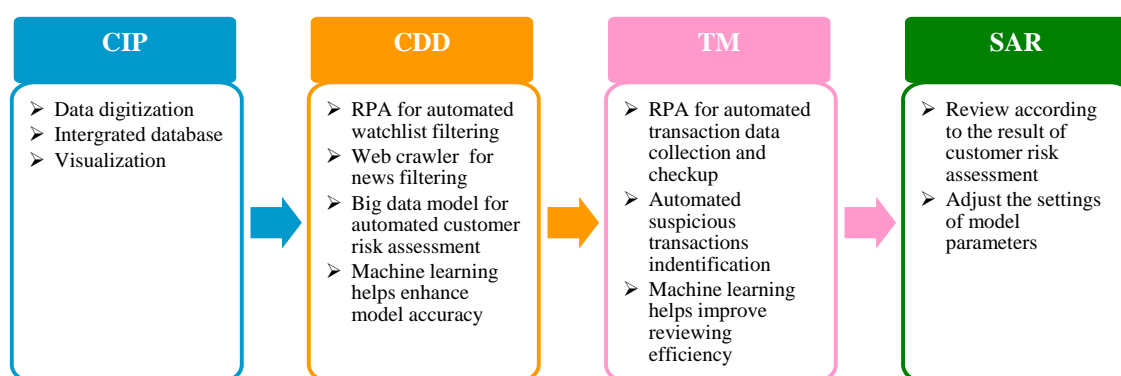 CIP
➢ Data digitization
➢ Intergrated database
➢ Visualization
CDD
➢ RPA for automated
watchlist filtering
➢ Web crawler for
news filtering
➢ Big data model for
automated customer
risk assessment
➢ Machine learning
helps enhance
model accuracy
TM
➢ RPA for automated
transaction data
collection and
checkup
➢ Automated
suspicious
transactions
indentification
➢ Machine learning
helps improve
reviewing
efficiency
SAR
➢ Review according
to the result of
customer risk
assessment
➢ Adjust the settings
of model
parameters